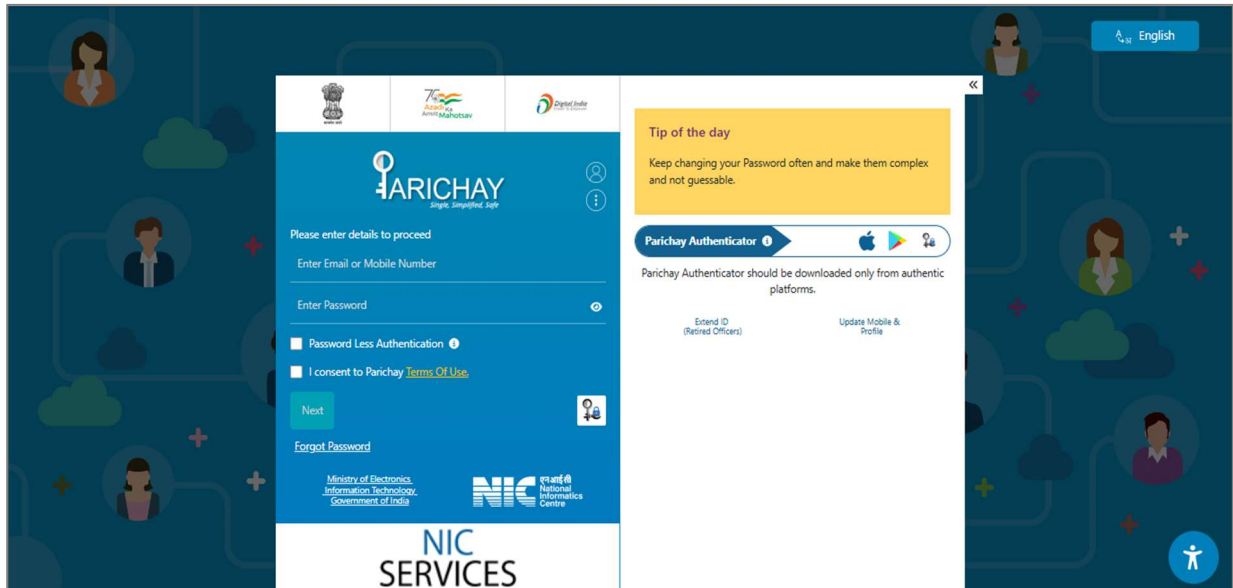 English
75
Azadi Ka
Amrit Mahotsav
Digital India
PARICHAY
Single, Simplified, Safe
Please enter details to proceed
Enter Email or Mobile Number
Enter Password
Password Less Authentication
I consent to Parichay Terms Of Use.
Next
Forgot Password
Ministry of Electronics
Information Technology
Government of India
NIC
एन आई सी
National
Informatics
Centre
NIC
SERVICES
«
Tip of the day
Keep changing your Password often and make them complex
and not guessable.
Parichay Authenticator
Parichay Authenticator should be downloaded only from authentic
platforms.
Extend ID
(Retired Officers)
Update Mobile &
Profile